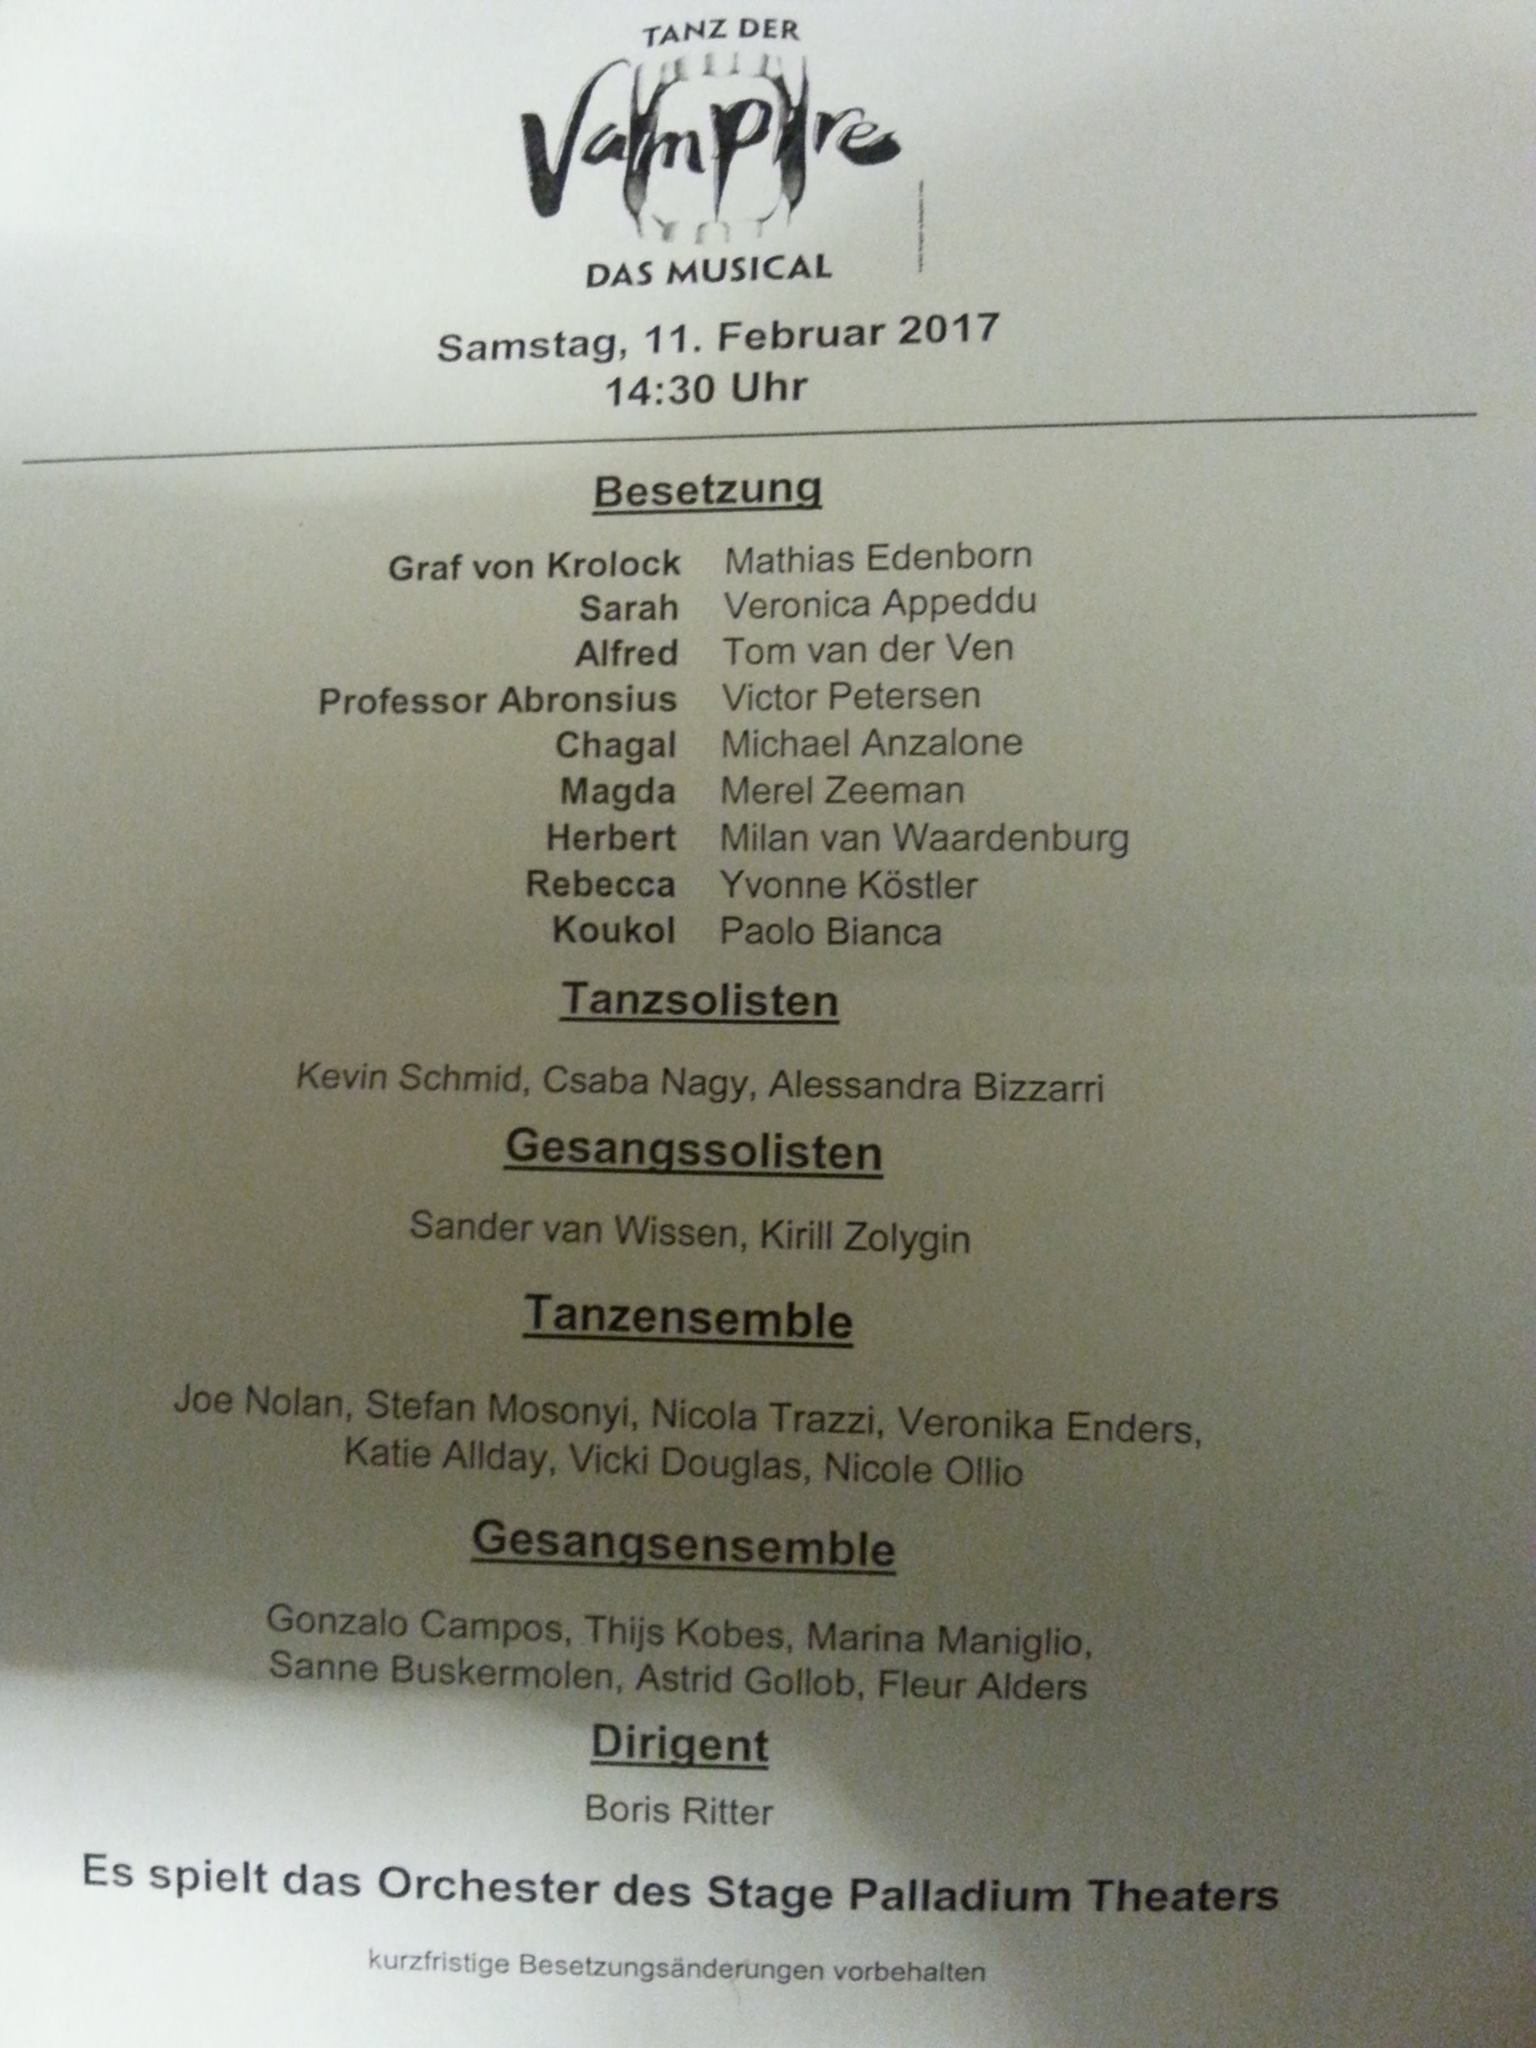 TANZ DER
Vampire
DAS MUSICAL
Samstag, 11. Februar 2017
14:30 Uhr
Besetzung
Graf von Krolock Mathias Edenborn
Sarah Veronica Appeddu
Alfred Tom van der Ven
Professor Abronsius Victor Petersen
Chagal Michael Anzalone
Magda Merel Zeeman
Herbert Milan van Waardenburg
Rebecca Yvonne Köstler
Koukol Paolo Bianca
Tanzsolisten
Kevin Schmid, Csaba Nagy, Alessandra Bizzarri
Gesangssolisten
Sander van Wissen, Kirill Zolygin
Tanzensemble
Joe Nolan, Stefan Mosonyi, Nicola Trazzi, Veronika Enders,
Katie Allday, Vicki Douglas, Nicole Ollio
Gesangsensemble
Gonzalo Campos, Thijs Kobes, Marina Maniglio,
Sanne Buskermolen, Astrid Gollob, Fleur Alders
Dirigent
Boris Ritter
Es spielt das Orchester des Stage Palladium Theaters
kurzfristige Besetzungsänderungen vorbehalten